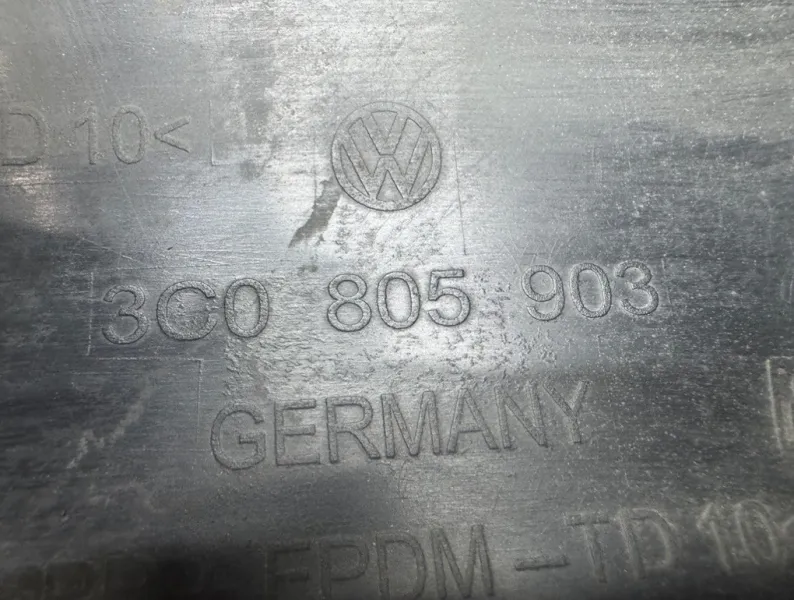 D 10<
3C0 805 903
GERMANY
EPDM-TD 10<